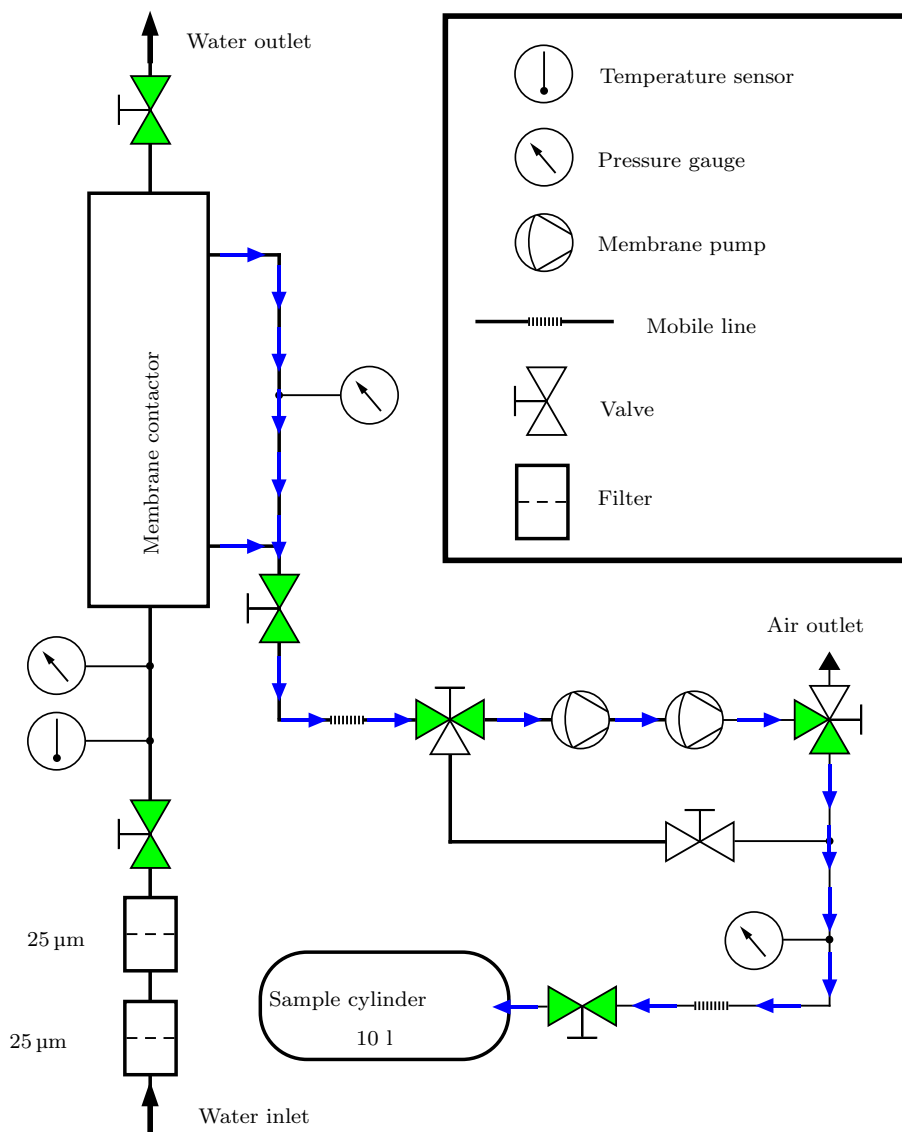 Water outlet
Temperature sensor
Pressure gauge
Membrane pump
Mobile line
Valve
Filter
Membrane contactor
Air outlet
25 µm
Sample cylinder
10 l
25 µm
Water inlet